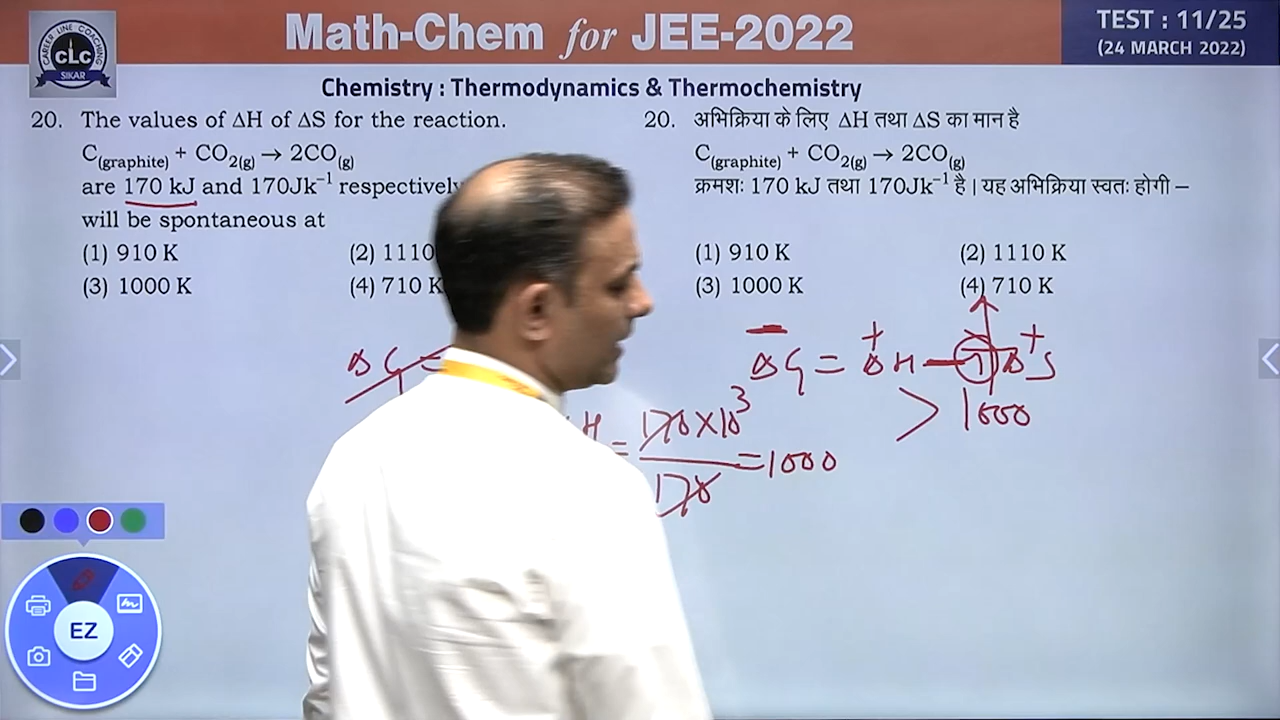 CAREER LINE COACHING
CLC
SIKAR
Math-Chem for JEE-2022
TEST : 11/25
(24 MARCH 2022)
Chemistry : Thermodynamics & Thermochemistry
20. The values of ΔH of ΔS for the reaction.
C(graphite) + CO2(g) → 2CO(g)
are 170 kJ and 170Jk⁻¹ respectively
will be spontaneous at
(1) 910 K (2) 1110
(3) 1000 K (4) 710 K
20. अभिक्रिया के लिए ΔH तथा ΔS का मान है
C(graphite) + CO2(g) → 2CO(g)
क्रमशः 170 kJ तथा 170Jk⁻¹ है। यह अभिक्रिया स्वतः होगी –
(1) 910 K (2) 1110 K
(3) 1000 K (4) 710 K
ΔG =
ΔG = ΔH – TΔS
> 1000
H = 170×10³ / 170 = 1000
EZ